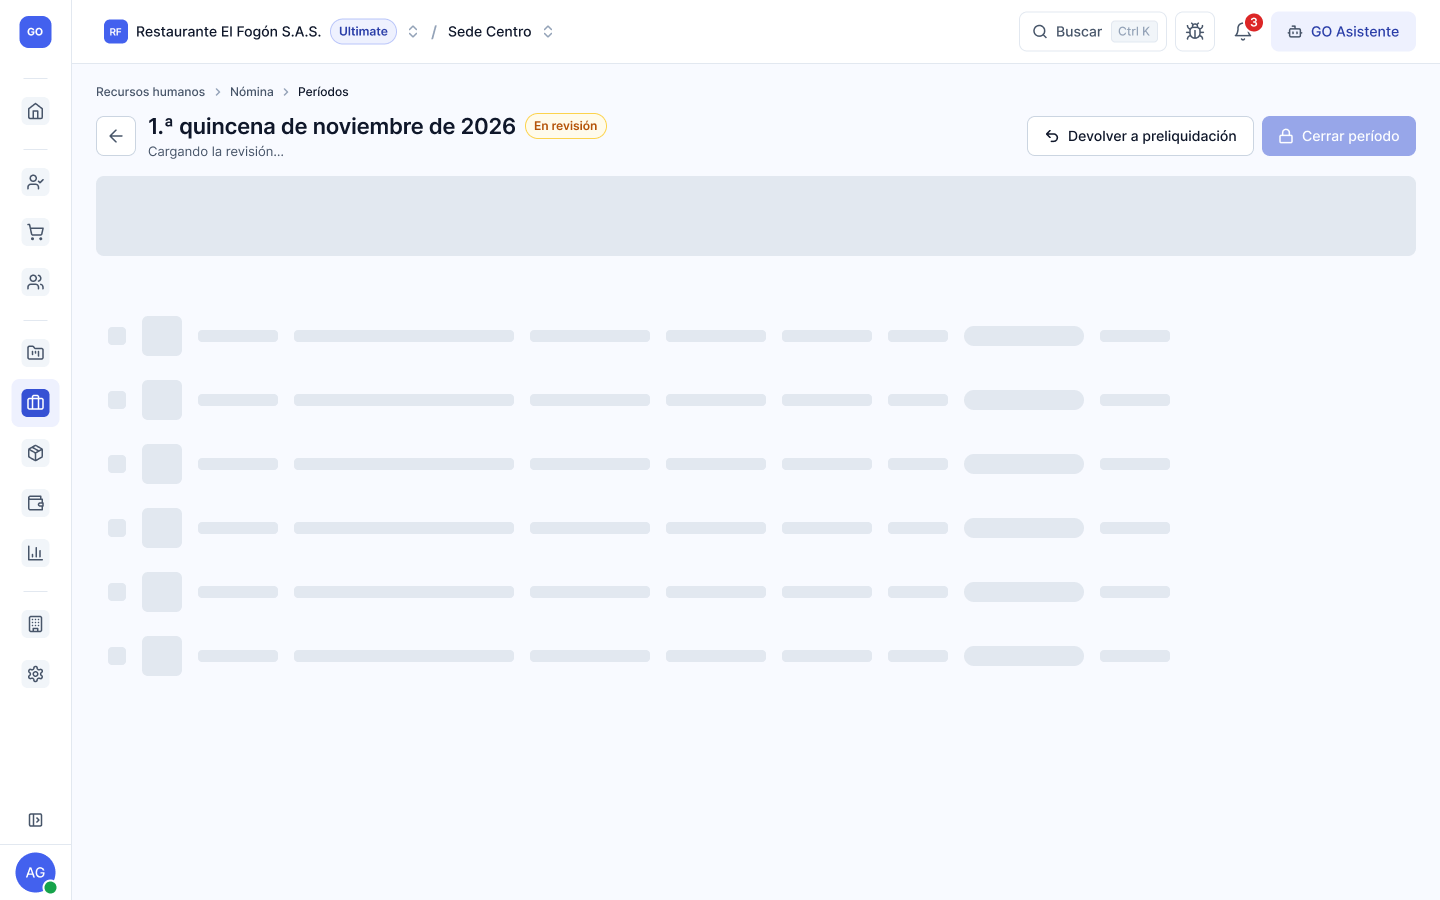 GO
RF
Restaurante El Fogón S.A.S.
Ultimate
/
Sede Centro
Buscar
Ctrl K
3
GO Asistente
Recursos humanos
Nómina
Períodos
1.ª quincena de noviembre de 2026
En revisión
Cargando la revisión...
Devolver a preliquidación
Cerrar período
AG